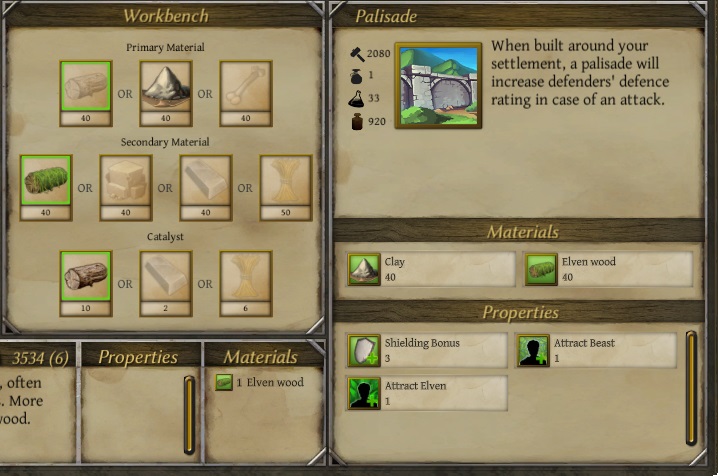 Workbench
Primary Material
OR
OR
40
40
40
Secondary Material
OR
OR
OR
40
40
40
50
Catalyst
OR
OR
10
2
6
3534 (6)
, often
. More
ood.
Properties
Materials
1 Elven wood
Palisade
2080
1
33
920
When built around your
settlement, a palisade will
increase defenders' defence
rating in case of an attack.
Materials
Clay
40
Elven wood
40
Properties
Shielding Bonus
3
Attract Beast
1
Attract Elven
1